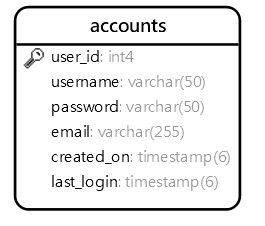 accounts
user_id: int4
username: varchar(50)
password: varchar(50)
email: varchar(255)
created_on: timestamp(6)
last_login: timestamp(6)